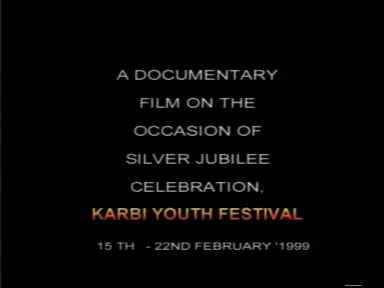 A DOCUMENTARY
FILM ON THE
OCCASION OF
SILVER JUBILEE
CELEBRATION,
KARBI YOUTH FESTIVAL
15 TH - 22ND FEBRUARY '1999